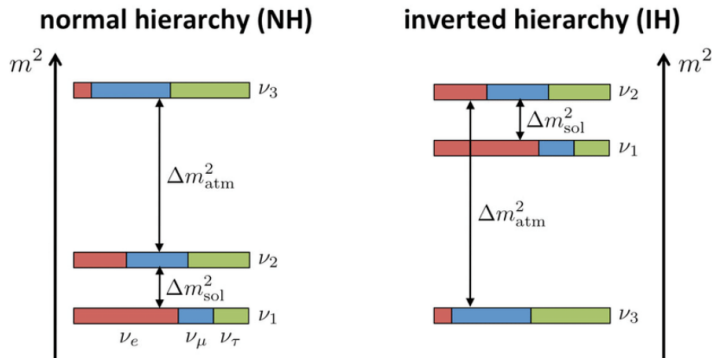 normal hierarchy (NH)
m²
ν₃
Δm²atm
ν₂
Δm²sol
ν₁
νe νμ ντ
inverted hierarchy (IH)
m²
ν₂
Δm²sol
ν₁
Δm²atm
ν₃